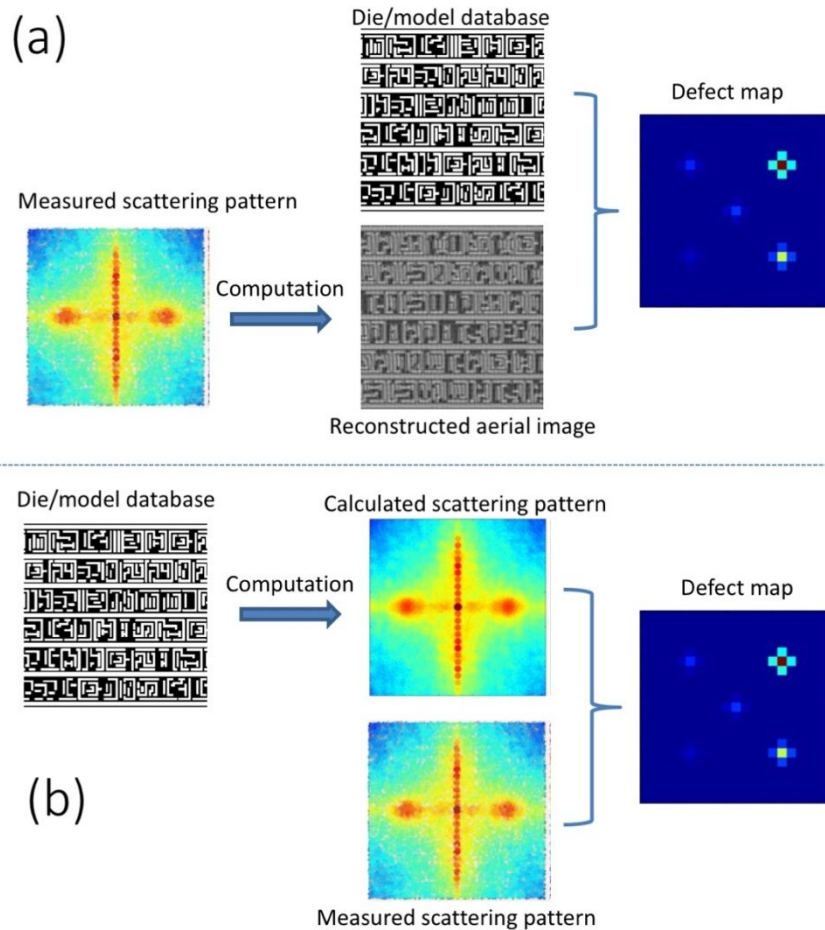 (a)
Die/model database
Defect map
Measured scattering pattern
Computation
Reconstructed aerial image
Die/model database
Calculated scattering pattern
Computation
Defect map
(b)
Measured scattering pattern